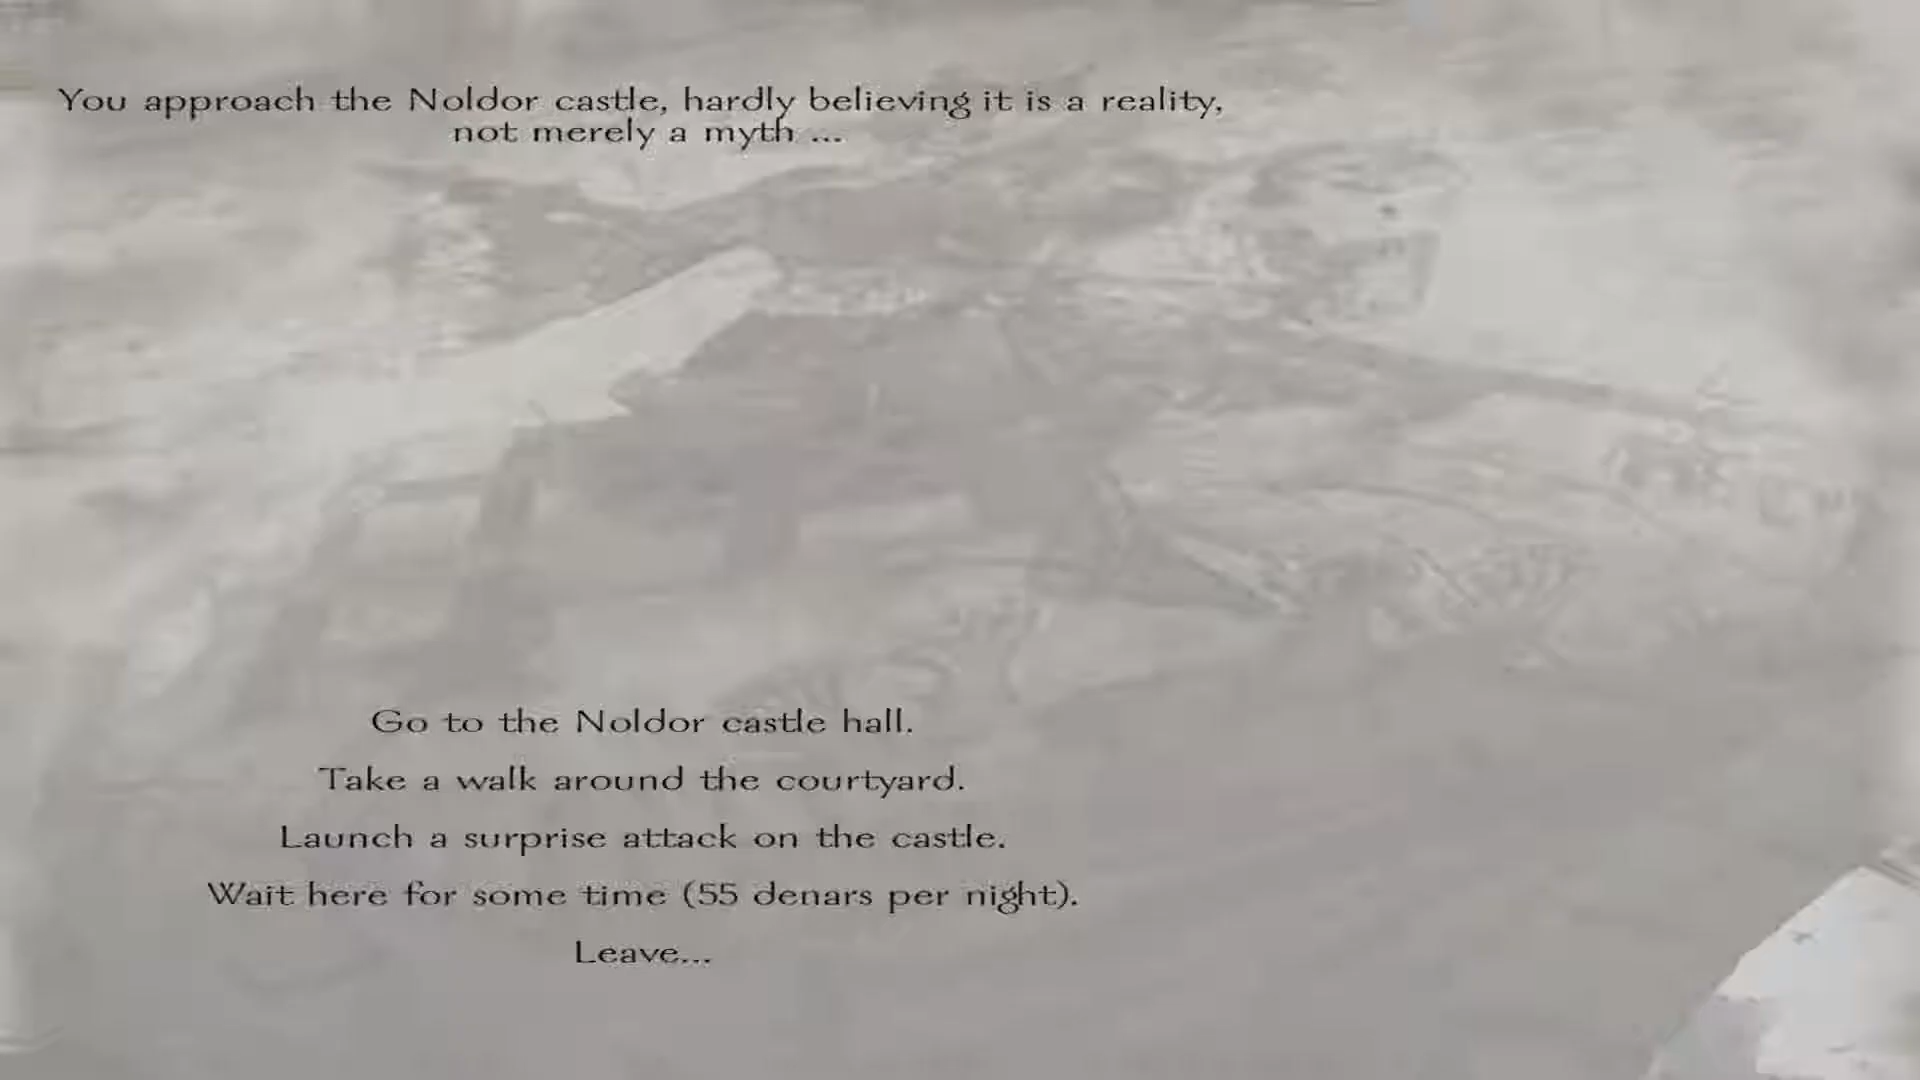 You approach the Noldor castle, hardly believing it is a reality,
not merely a myth ...
Go to the Noldor castle hall.
Take a walk around the courtyard.
Launch a surprise attack on the castle.
Wait here for some time (55 denars per night).
Leave...